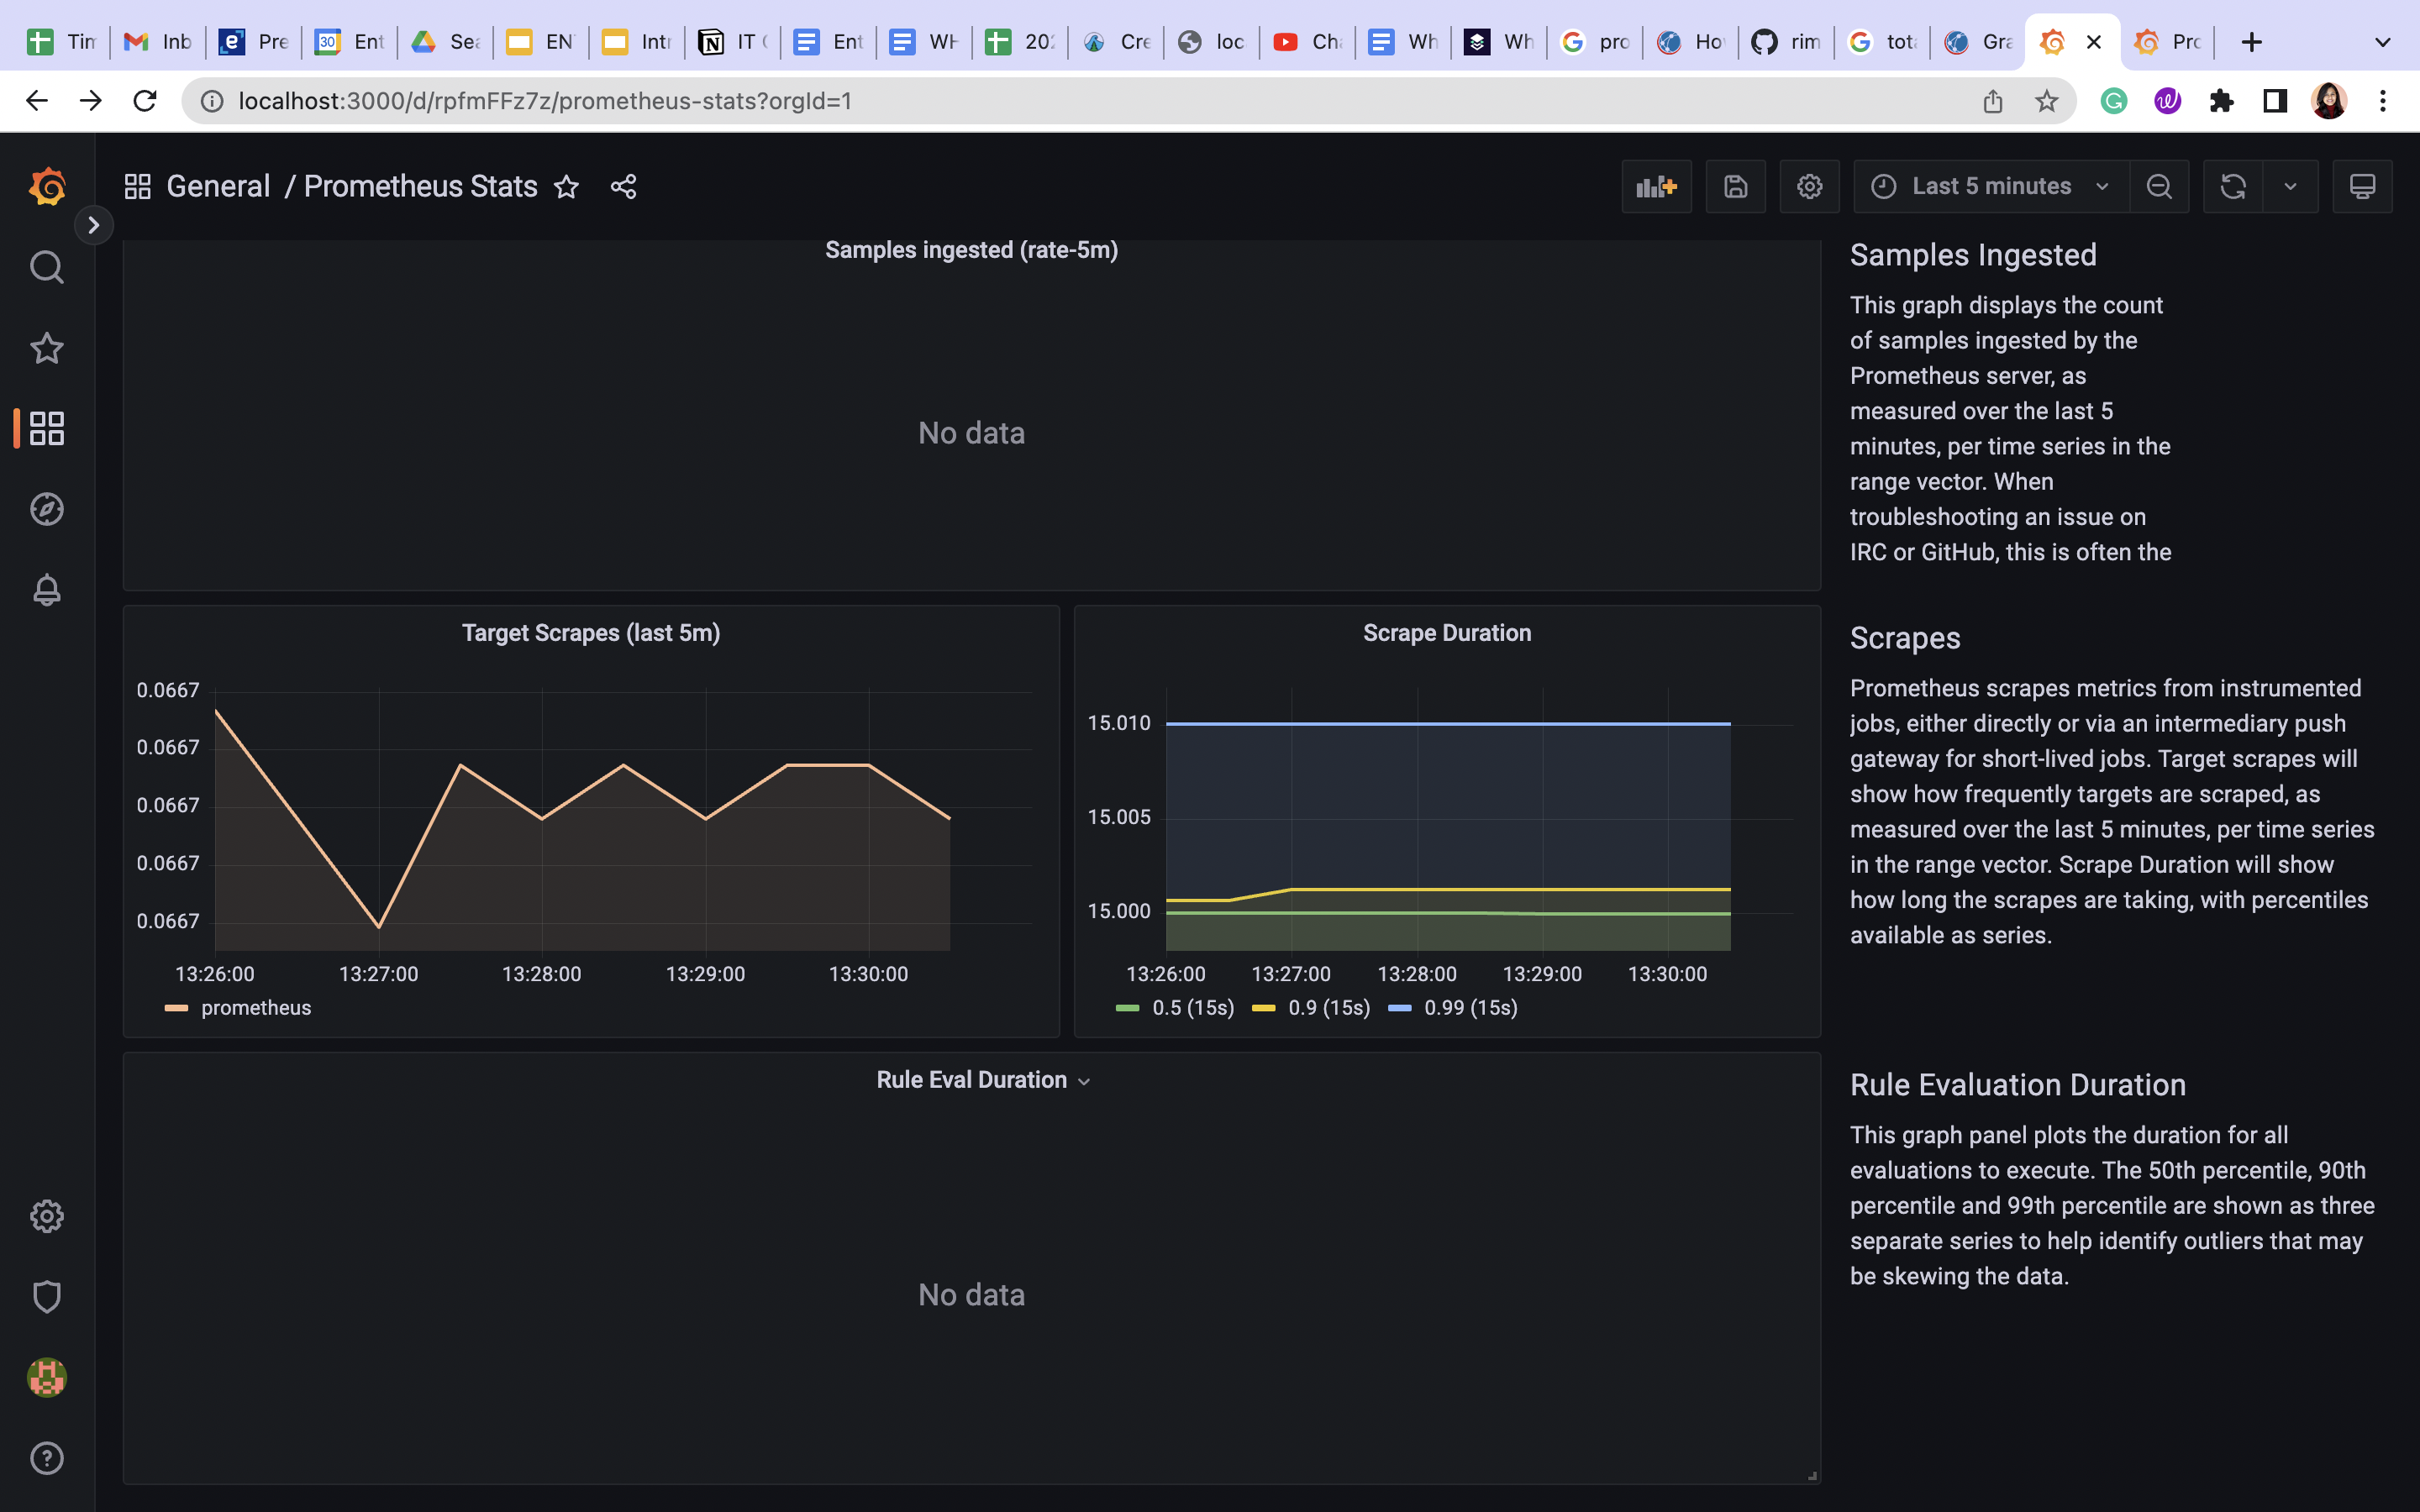 Tim
Inb
Pre
30
Ent
Sea
EN
Intr
IT
Ent
WH
202
Cre
loc
Cha
Wh
Wh
pro
How
rim
tot
Gra
Pro
localhost:3000/d/rpfmFFz7z/prometheus-stats?orgId=1
General / Prometheus Stats
Last 5 minutes
Samples ingested (rate-5m)
No data
Samples Ingested
This graph displays the count
of samples ingested by the
Prometheus server, as
measured over the last 5
minutes, per time series in the
range vector. When
troubleshooting an issue on
IRC or GitHub, this is often the
Target Scrapes (last 5m)
0.0667
0.0667
0.0667
0.0667
0.0667
13:26:00 13:27:00 13:28:00 13:29:00 13:30:00
prometheus
Scrape Duration
15.010
15.005
15.000
13:26:00 13:27:00 13:28:00 13:29:00 13:30:00
0.5 (15s) 0.9 (15s) 0.99 (15s)
Scrapes
Prometheus scrapes metrics from instrumented
jobs, either directly or via an intermediary push
gateway for short-lived jobs. Target scrapes will
show how frequently targets are scraped, as
measured over the last 5 minutes, per time series
in the range vector. Scrape Duration will show
how long the scrapes are taking, with percentiles
available as series.
Rule Eval Duration
No data
Rule Evaluation Duration
This graph panel plots the duration for all
evaluations to execute. The 50th percentile, 90th
percentile and 99th percentile are shown as three
separate series to help identify outliers that may
be skewing the data.